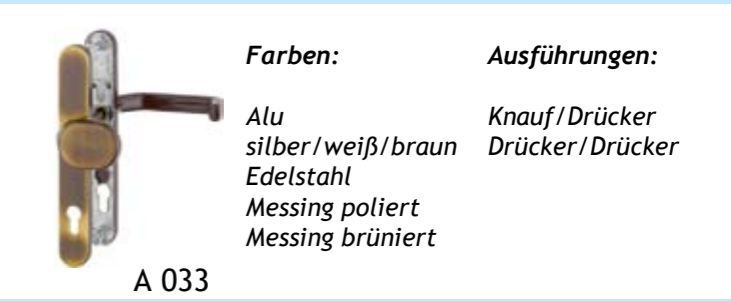 Farben:
Alu
silber/weiß/braun
Edelstahl
Messing poliert
Messing brüniert
Ausführungen:
Knauf/Drücker
Drücker/Drücker
A 033